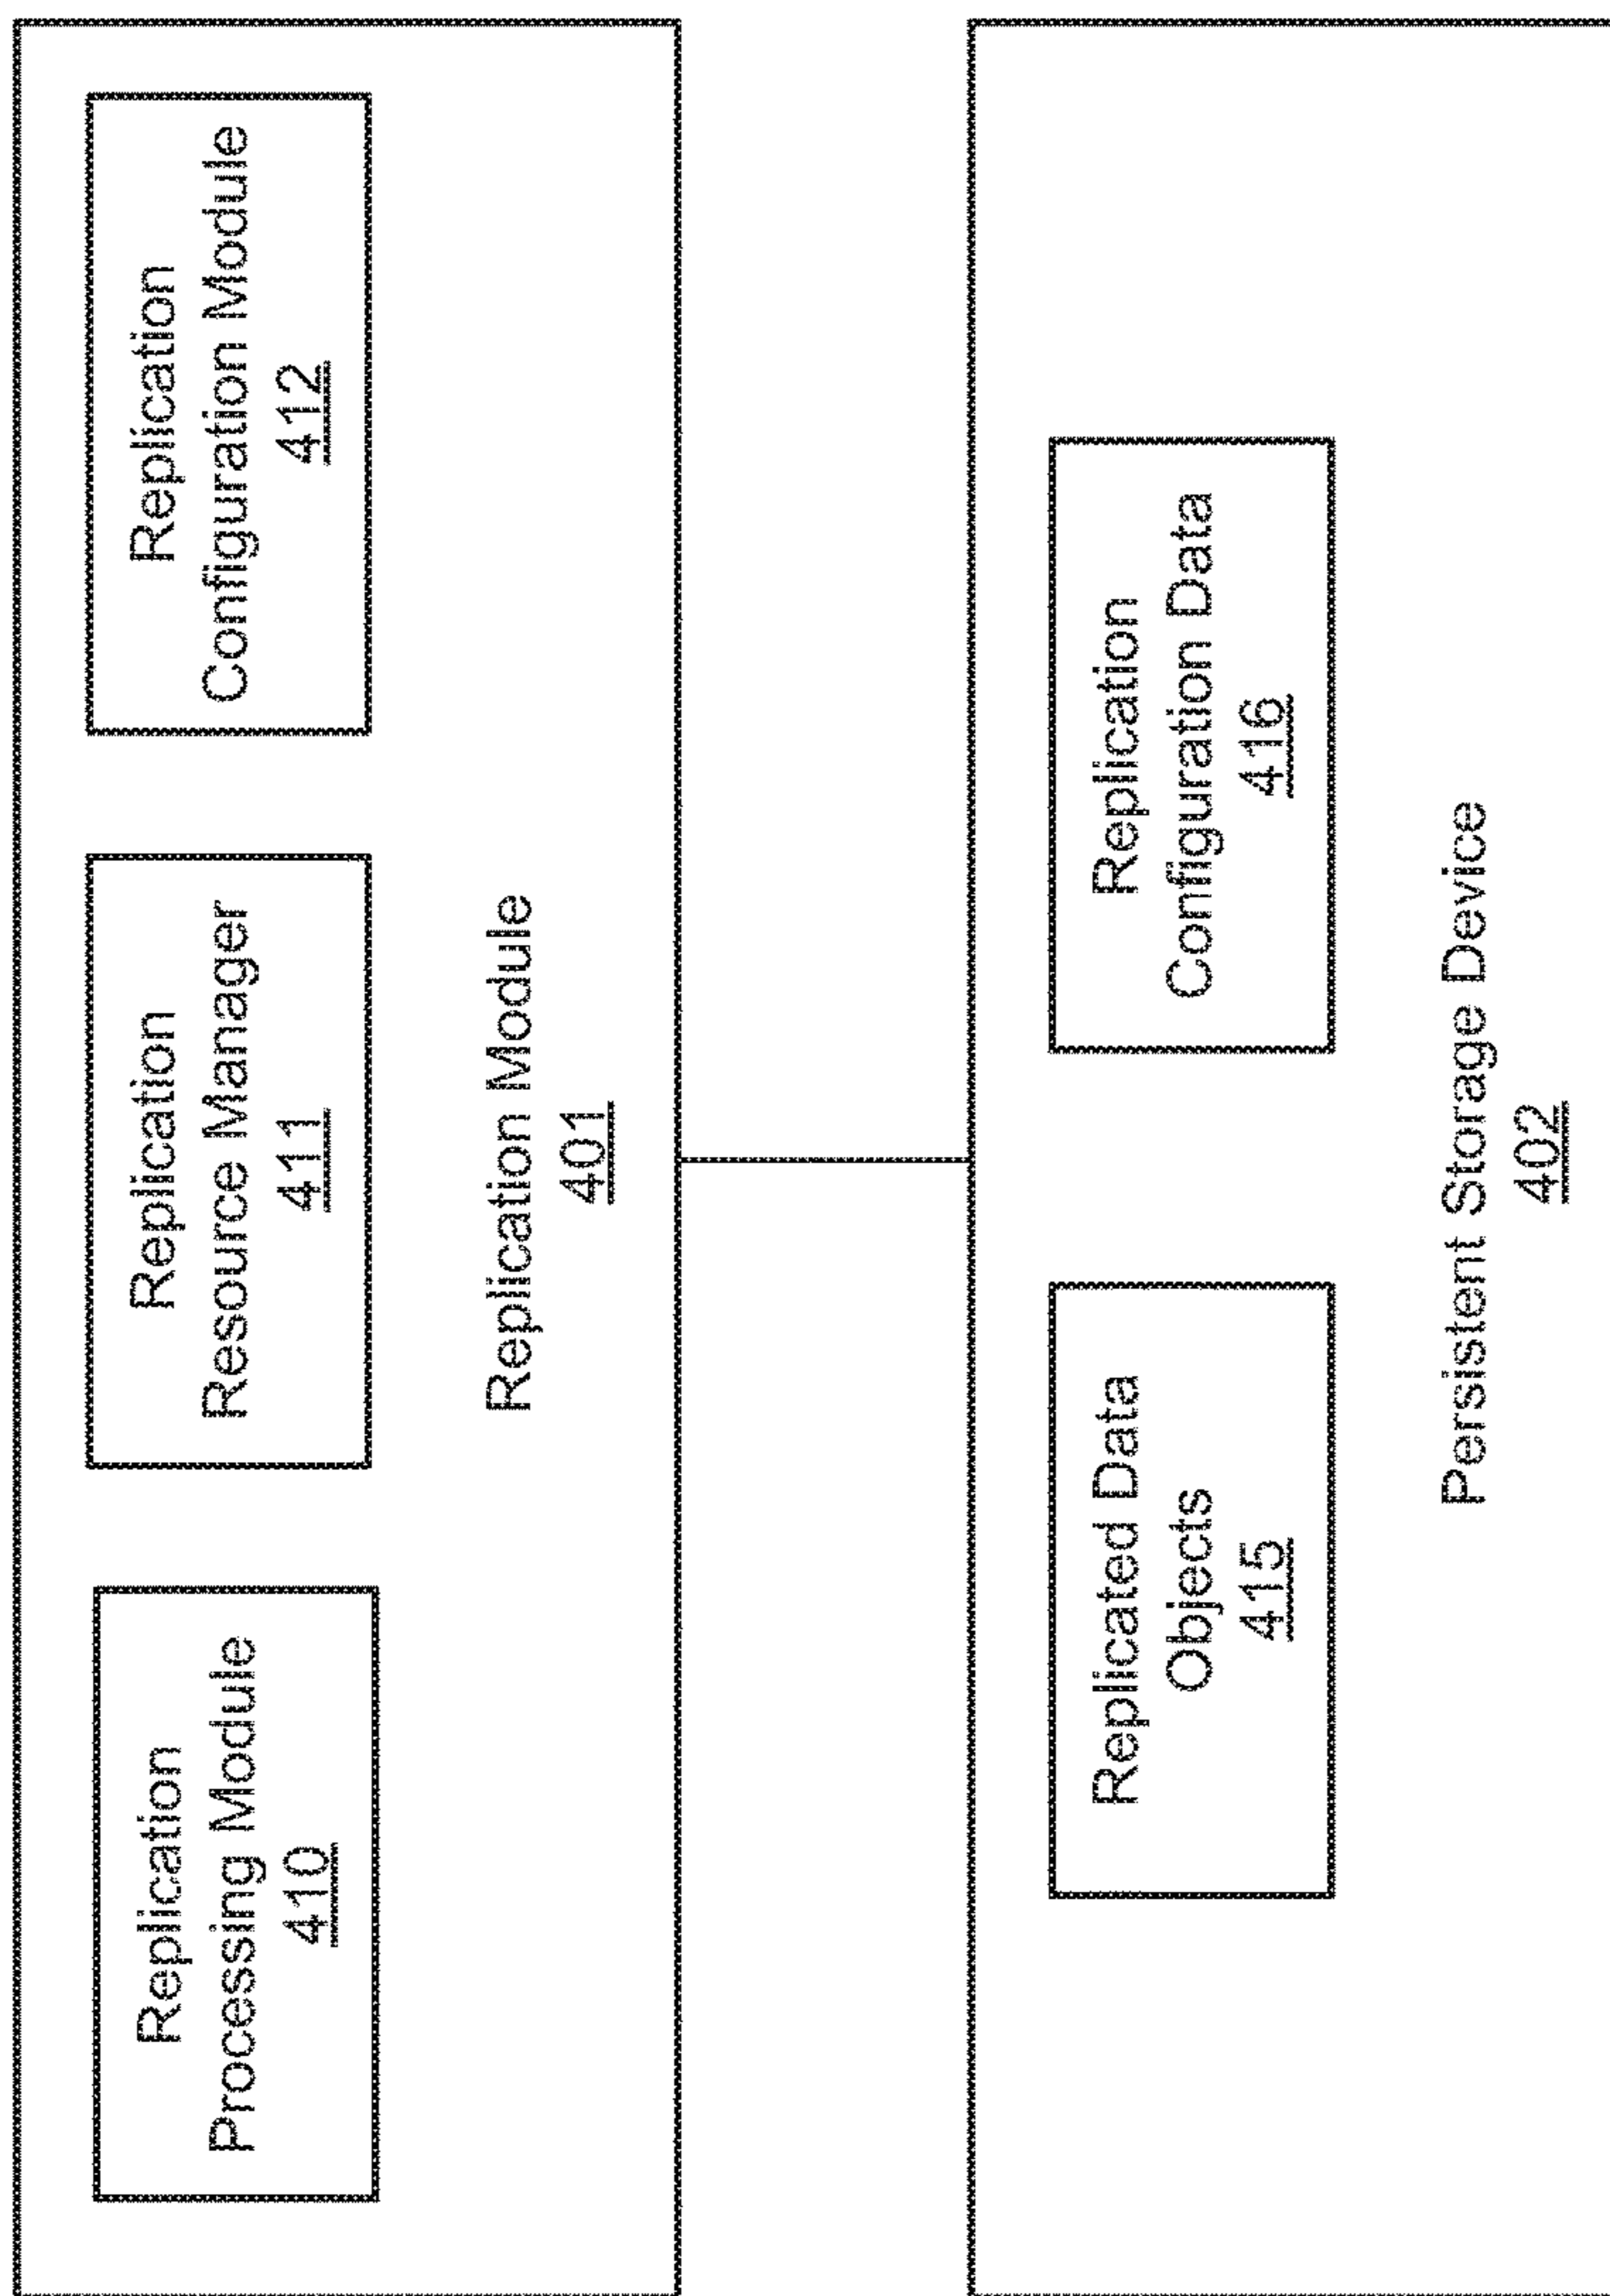 Replication
Processing Module
410
Replication
Resource Manager
411
Replication
Configuration Module
412
Replication Module
401
Replicated Data
Objects
415
Replication
Configuration Data
416
Persistent Storage Device
402